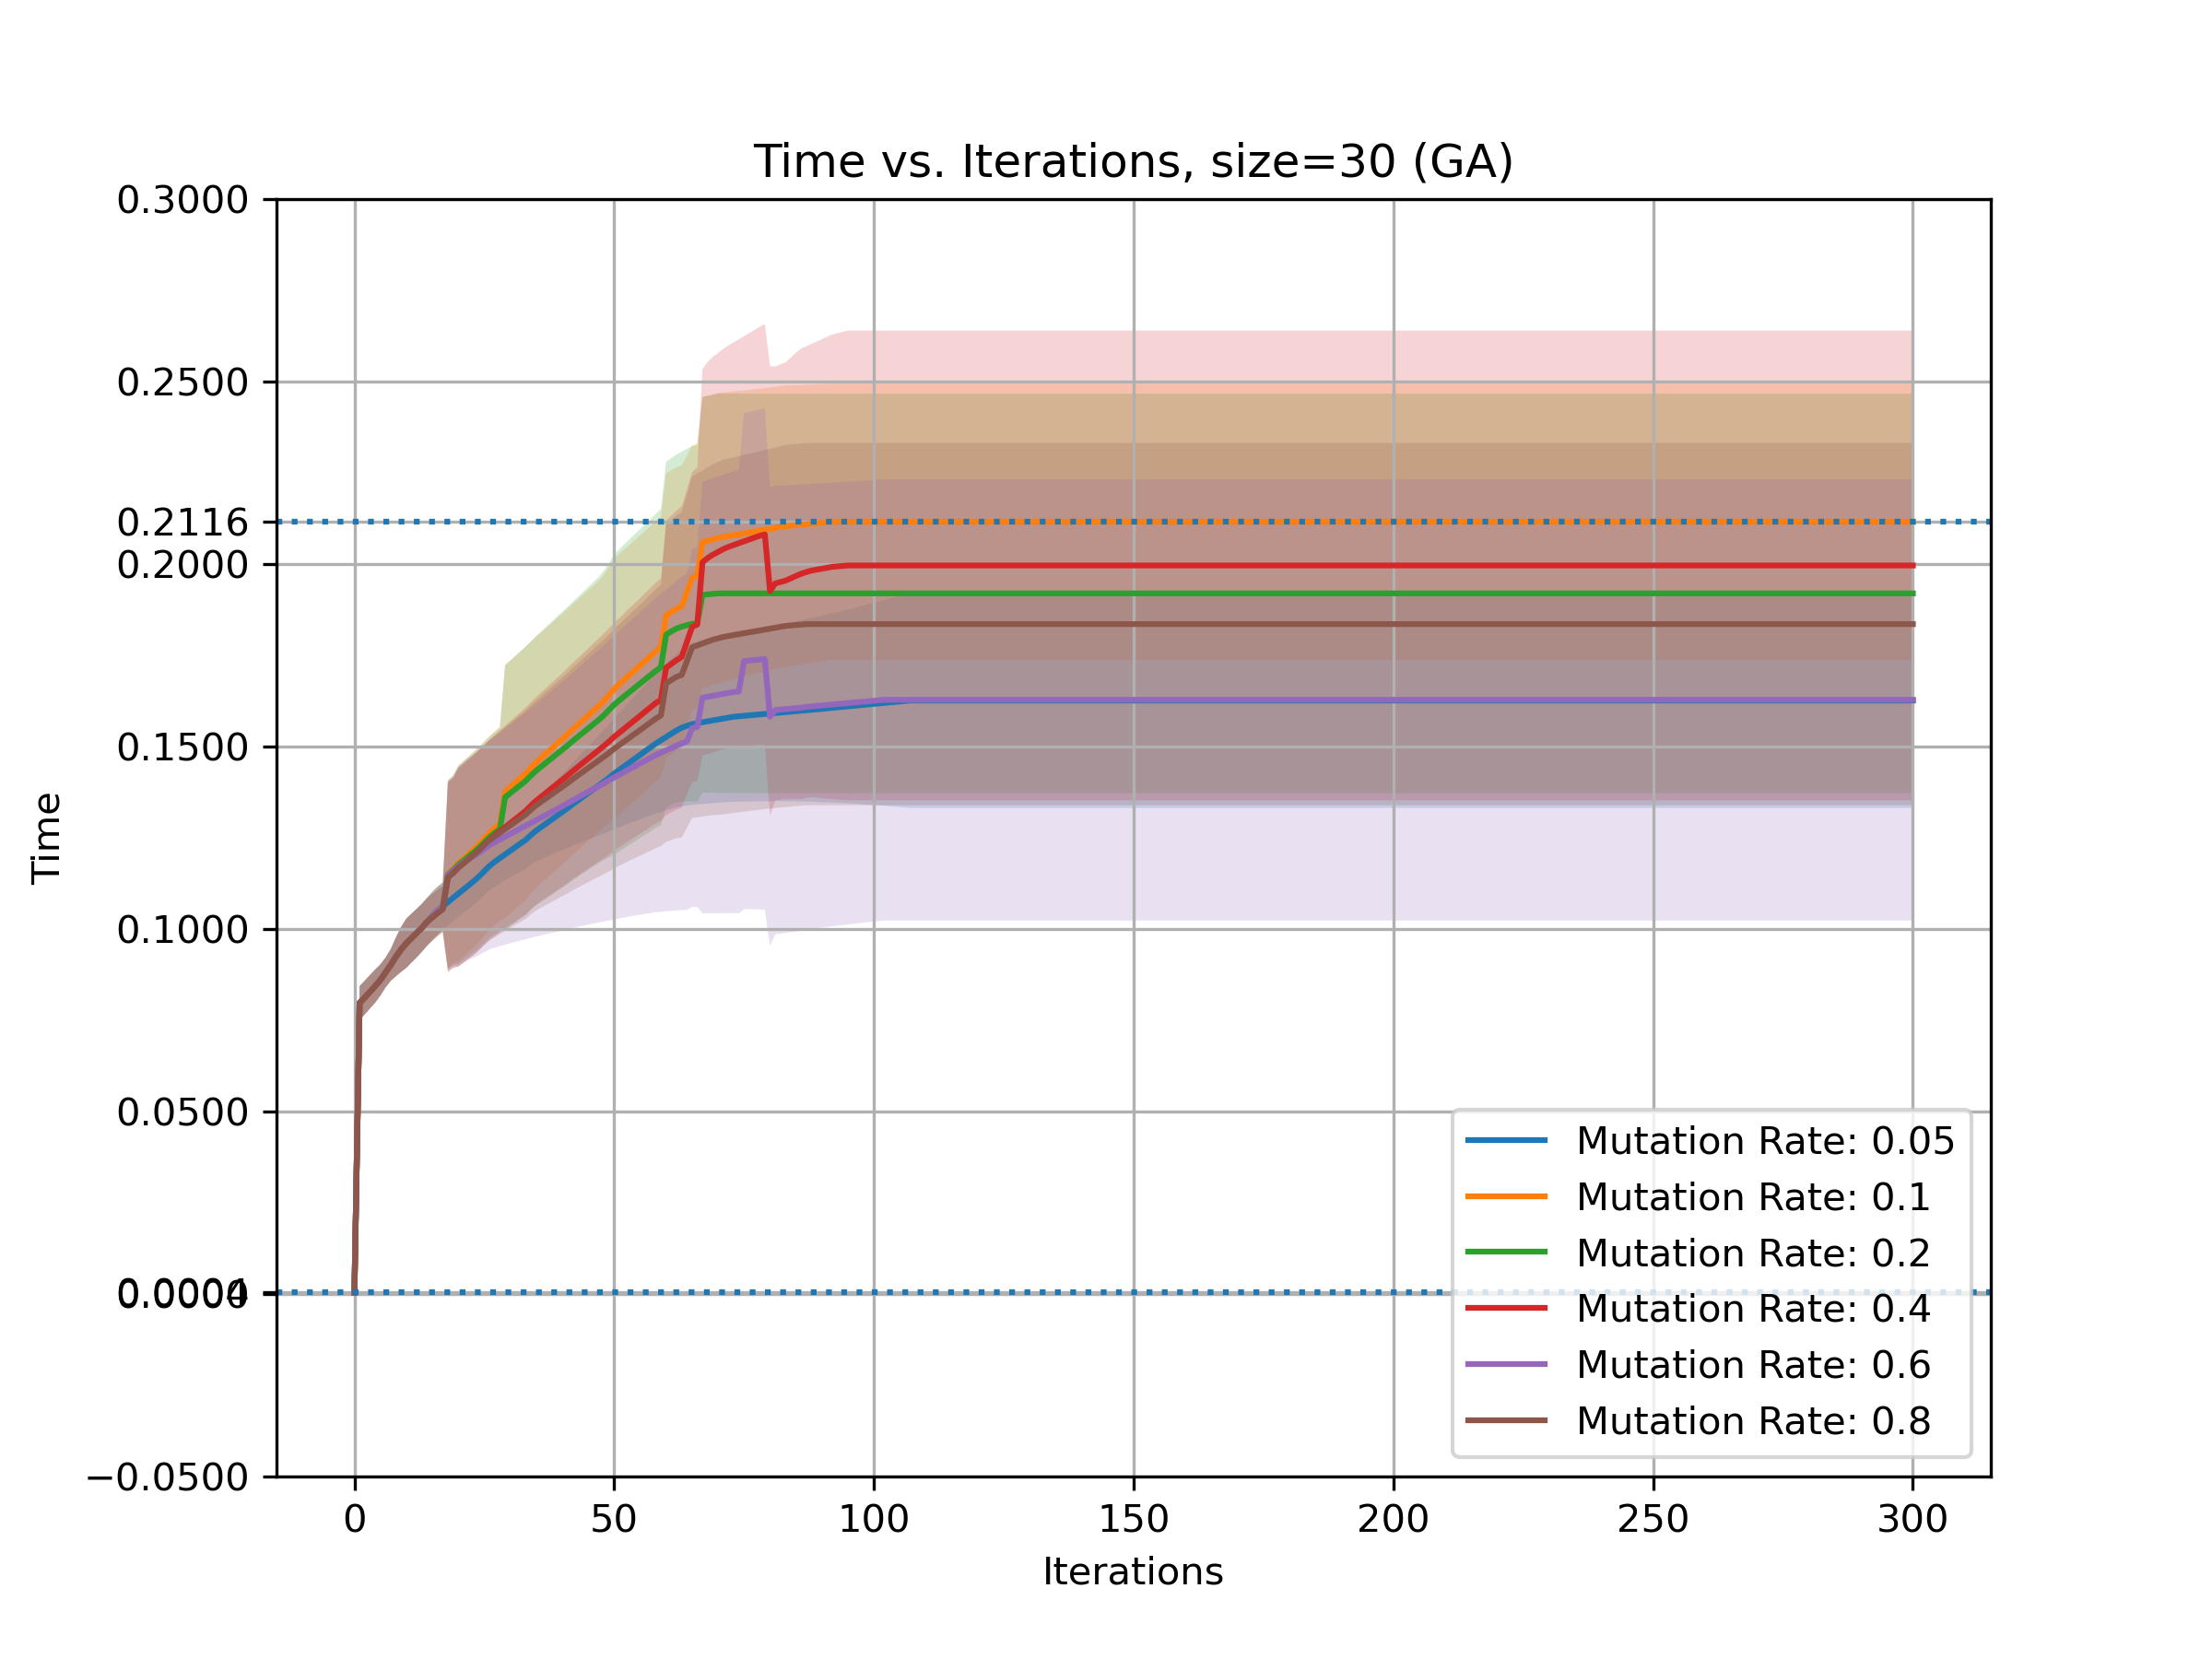 Time vs. Iterations, size=30 (GA)
0.3000
0.2500
0.2116
0.2000
0.1500
0.1000
0.0500
0.0004
−0.0500
Time
0 50 100 150 200 250 300
Iterations
Mutation Rate: 0.05
Mutation Rate: 0.1
Mutation Rate: 0.2
Mutation Rate: 0.4
Mutation Rate: 0.6
Mutation Rate: 0.8